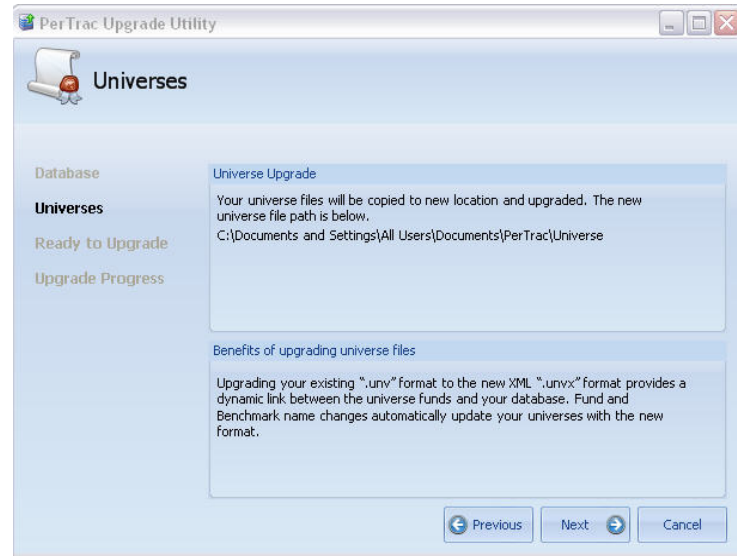 PerTrac Upgrade Utility
Universes
Database
Universes
Ready to Upgrade
Upgrade Progress
Universe Upgrade
Your universe files will be copied to new location and upgraded. The new
universe file path is below.
C:\Documents and Settings\All Users\Documents\PerTrac\Universe
Benefits of upgrading universe files
Upgrading your existing “.unv” format to the new XML “.unvx” format provides a
dynamic link between the universe funds and your database. Fund and
Benchmark name changes automatically update your universes with the new
format.
Previous
Next
Cancel